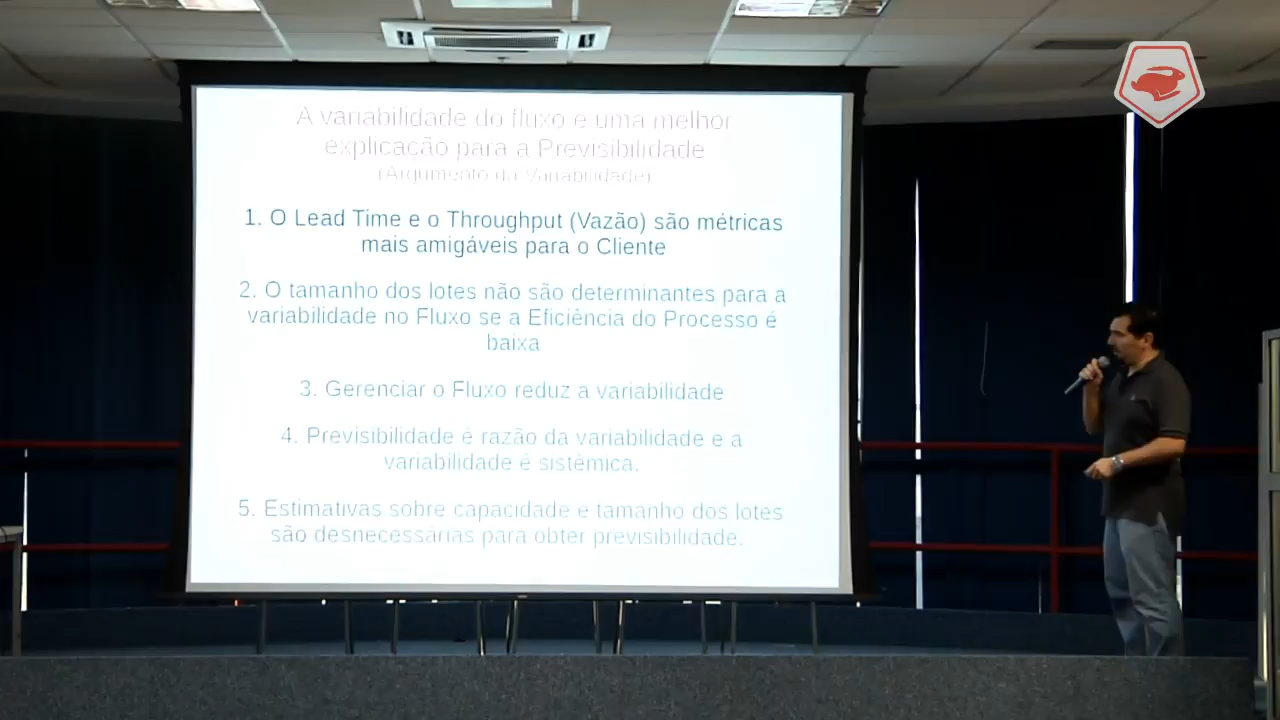 A variabilidade do fluxo é uma melhor
explicação para a Previsibilidade
(Argumento da Variabilidade)
1. O Lead Time e o Throughput (Vazão) são métricas
mais amigáveis para o Cliente
2. O tamanho dos lotes não são determinantes para a
variabilidade no Fluxo se a Eficiência do Processo é
baixa
3. Gerenciar o Fluxo reduz a variabilidade
4. Previsibilidade é razão da variabilidade e a
variabilidade é sistêmica.
5. Estimativas sobre capacidade e tamanho dos lotes
são desnecessárias para obter previsibilidade.